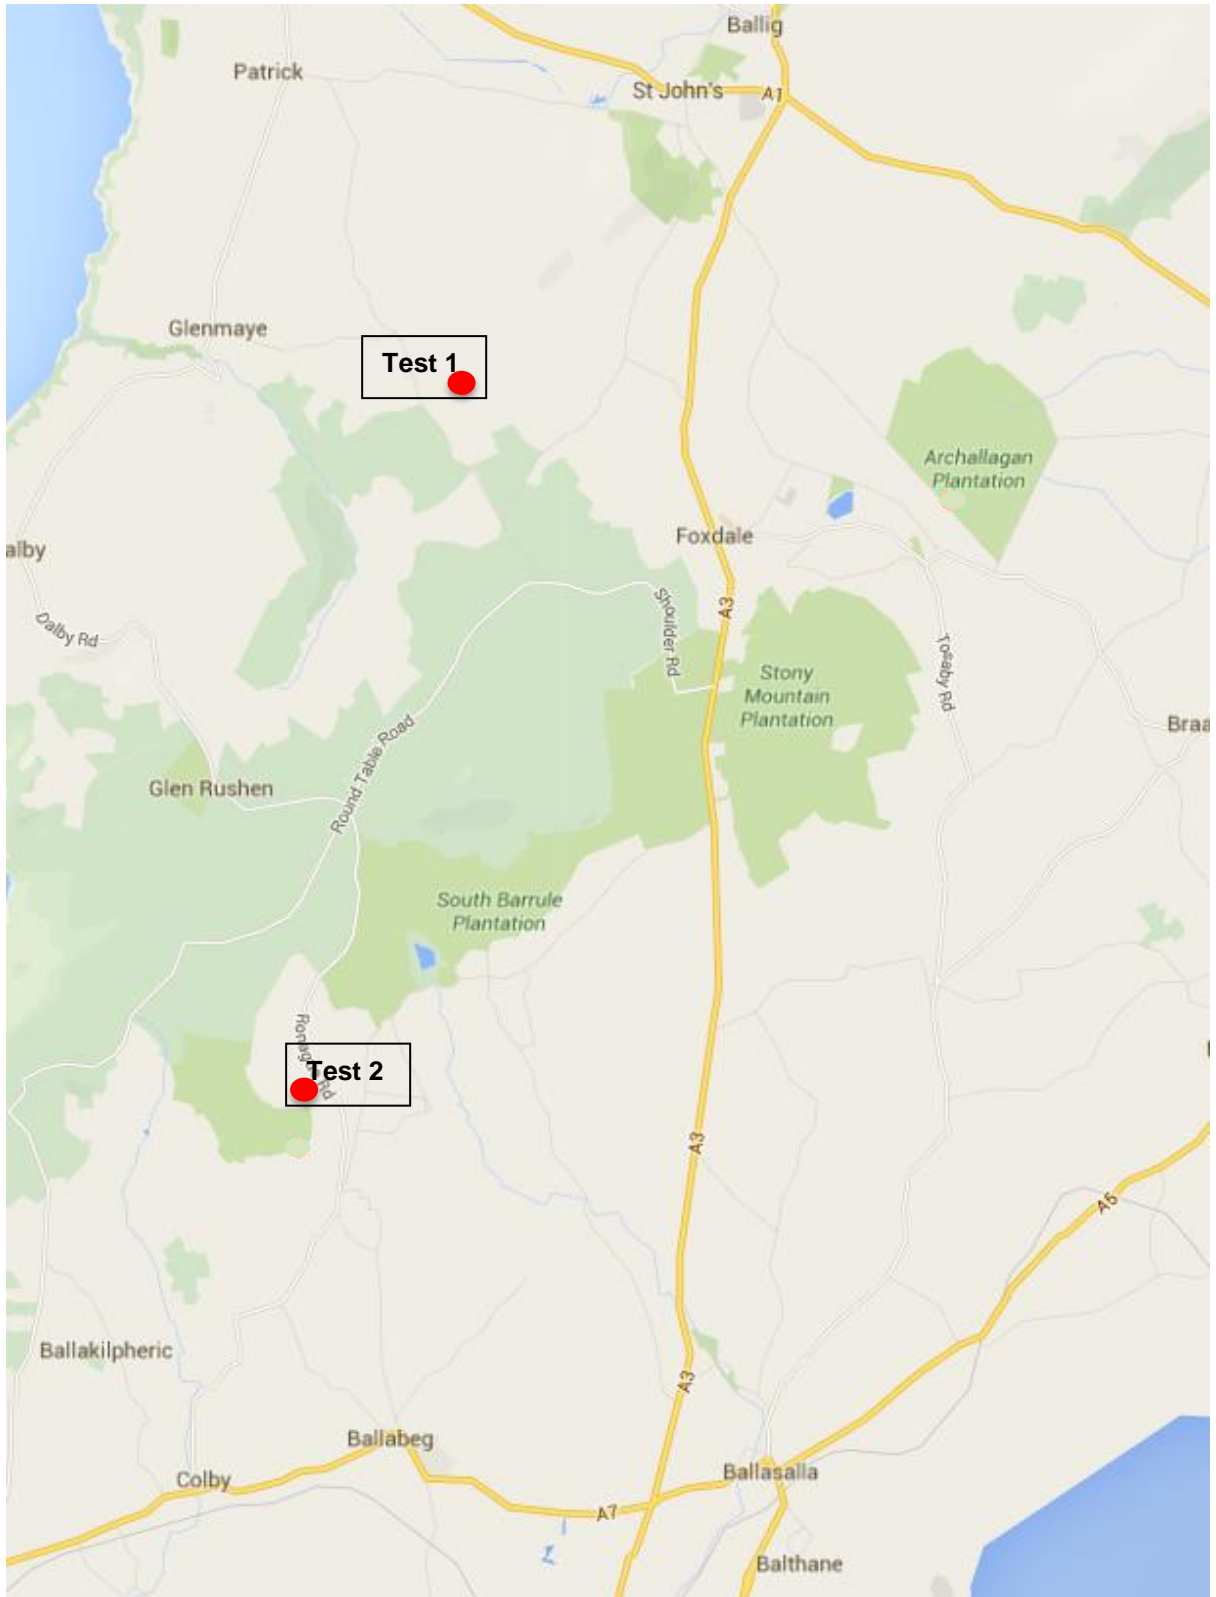 Ballig
Patrick
St John's
A1
Glenmaye
Test 1
Archallagan
Plantation
Foxdale
alby
Dalby Rd
Shoulder Rd
A3
Tosaby Rd
Stony
Mountain
Plantation
Braa
Round Table Road
Glen Rushen
South Barrule
Plantation
Test 2
A3
A5
Ballakilpheric
A3
Ballabeg
Colby
Ballasalla
A7
Balthane